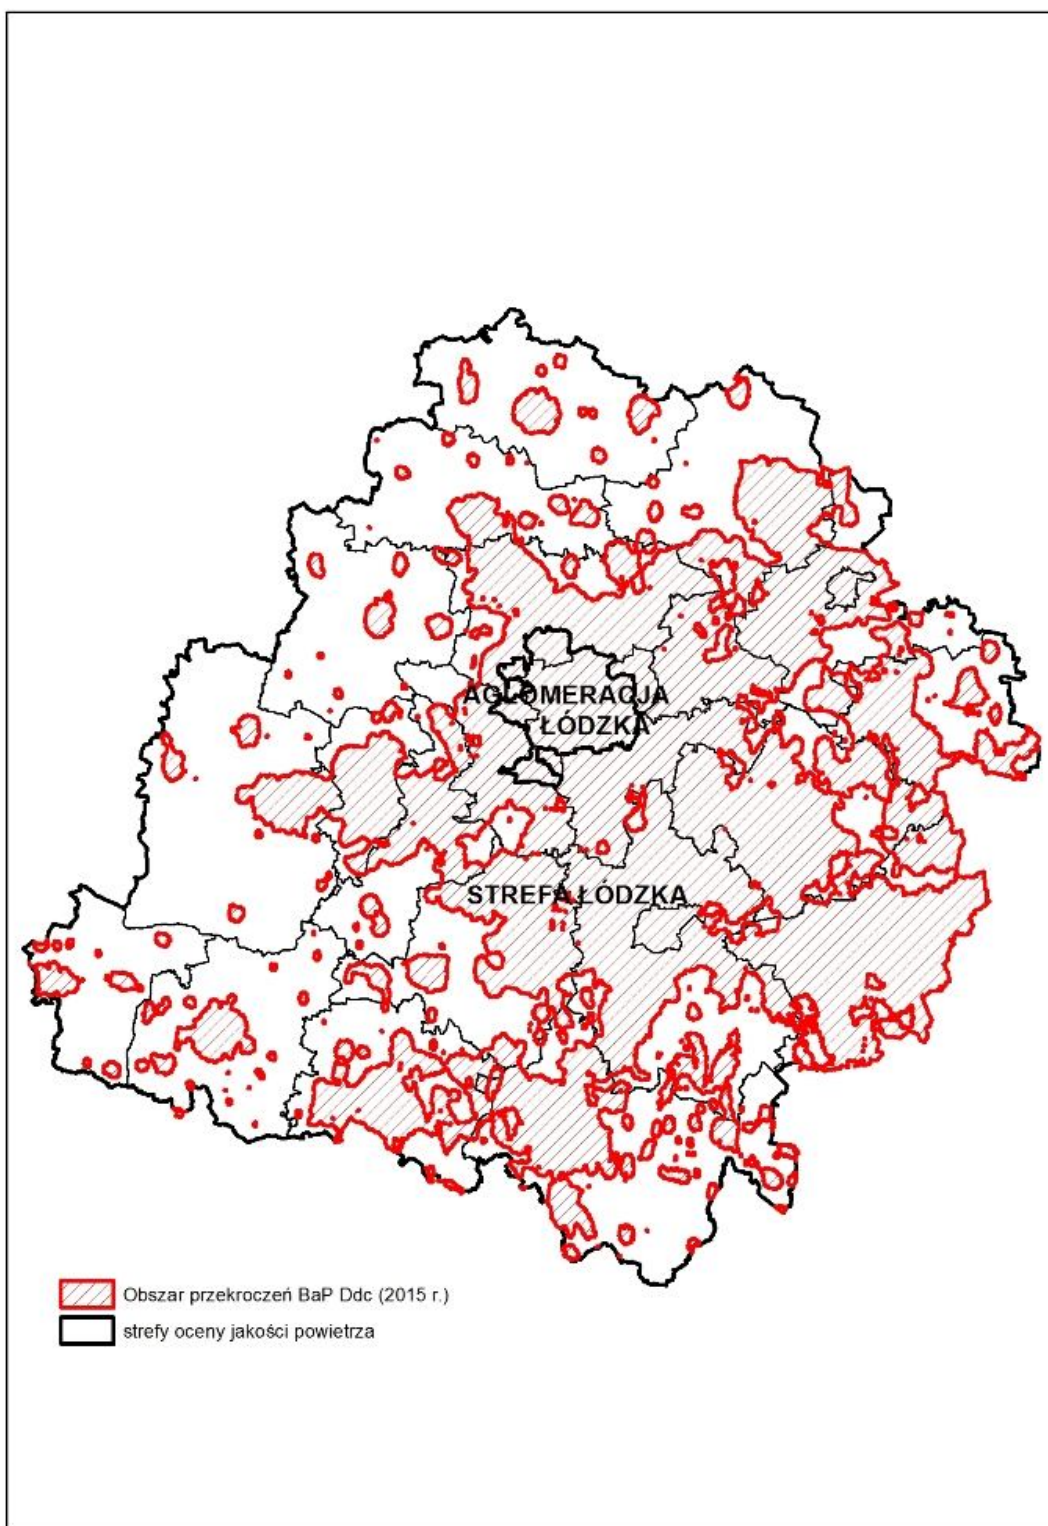 AGLOMERACJA
ŁÓDZKA
STREFA ŁÓDZKA
Obszar przekroczeń BaP Ddc (2015 r.)
strefy oceny jakości powietrza